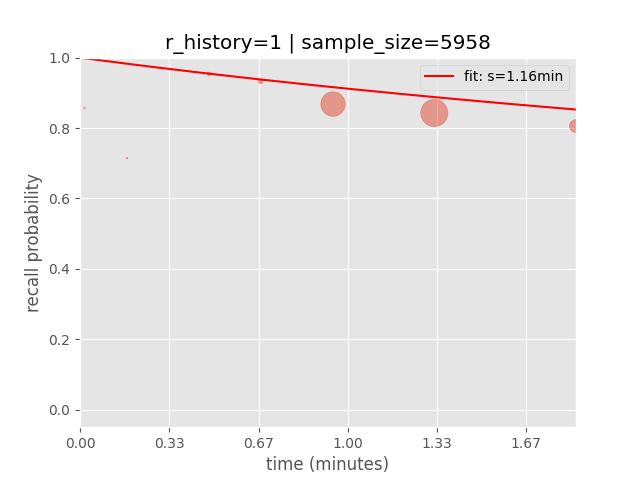 r_history=1 | sample_size=5958
fit: s=1.16min
1.0
0.8
0.6
0.4
0.2
0.0
recall probability
0.00 0.33 0.67 1.00 1.33 1.67
time (minutes)